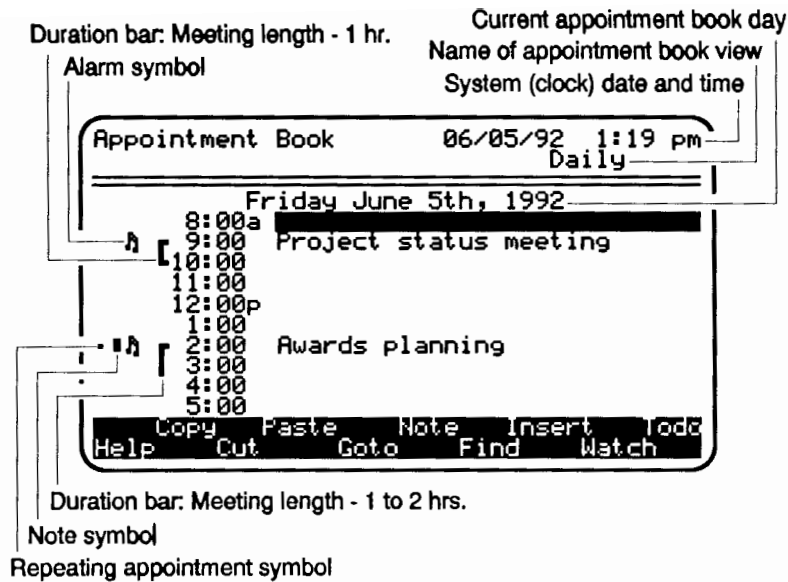 Duration bar: Meeting length - 1 hr.
Alarm symbol
Current appointment book day
Name of appointment book view
System (clock) date and time
Appointment Book 06/05/92 1:19 pm
Daily
Friday June 5th, 1992
8:00a
9:00 Project status meeting
10:00
11:00
12:00p
1:00
2:00 Awards planning
3:00
4:00
5:00
Copy Paste Note Insert Todo
Help Cut Goto Find Watch
Duration bar: Meeting length - 1 to 2 hrs.
Note symbol
Repeating appointment symbol